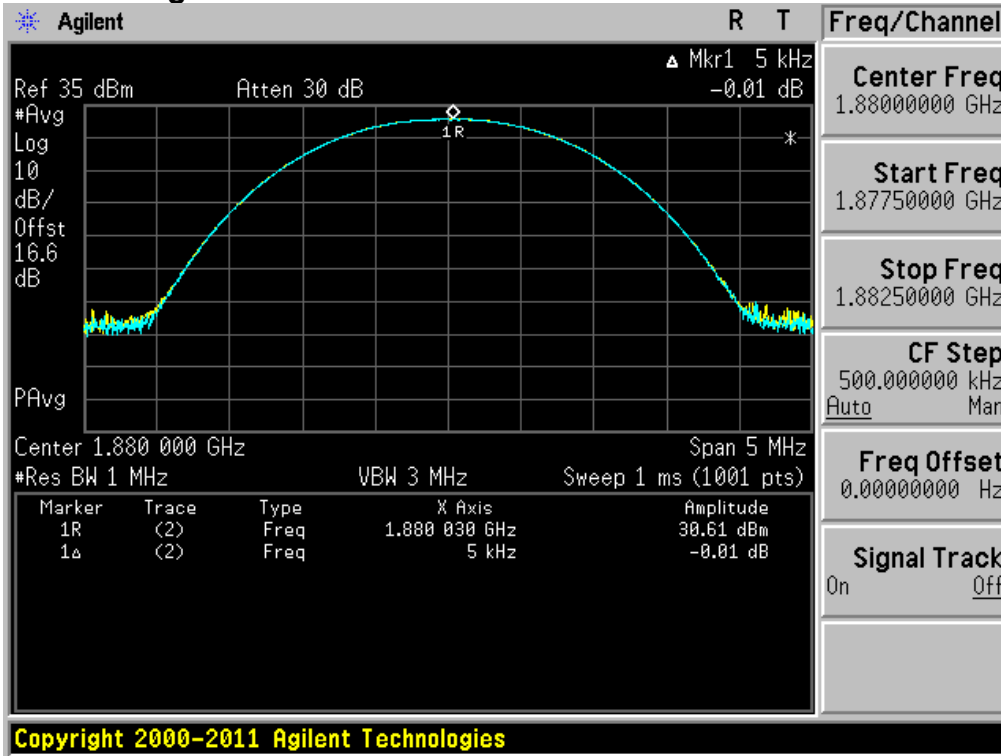 Agilent R T
Δ Mkr1 5 kHz
Ref 35 dBm Atten 30 dB -0.01 dB
#Avg
Log
10
dB/
Offst
16.6
dB
PAvg
1R
*
Center 1.880 000 GHz Span 5 MHz
#Res BW 1 MHz VBW 3 MHz Sweep 1 ms (1001 pts)
Marker Trace Type X Axis Amplitude
1R (2) Freq 1.880 030 GHz 30.61 dBm
1Δ (2) Freq 5 kHz -0.01 dB
Freq/Channel
Center Freq
1.88000000 GHz
Start Freq
1.87750000 GHz
Stop Freq
1.88250000 GHz
CF Step
500.000000 kHz
Auto Man
Freq Offset
0.00000000 Hz
Signal Track
On Off
Copyright 2000-2011 Agilent Technologies